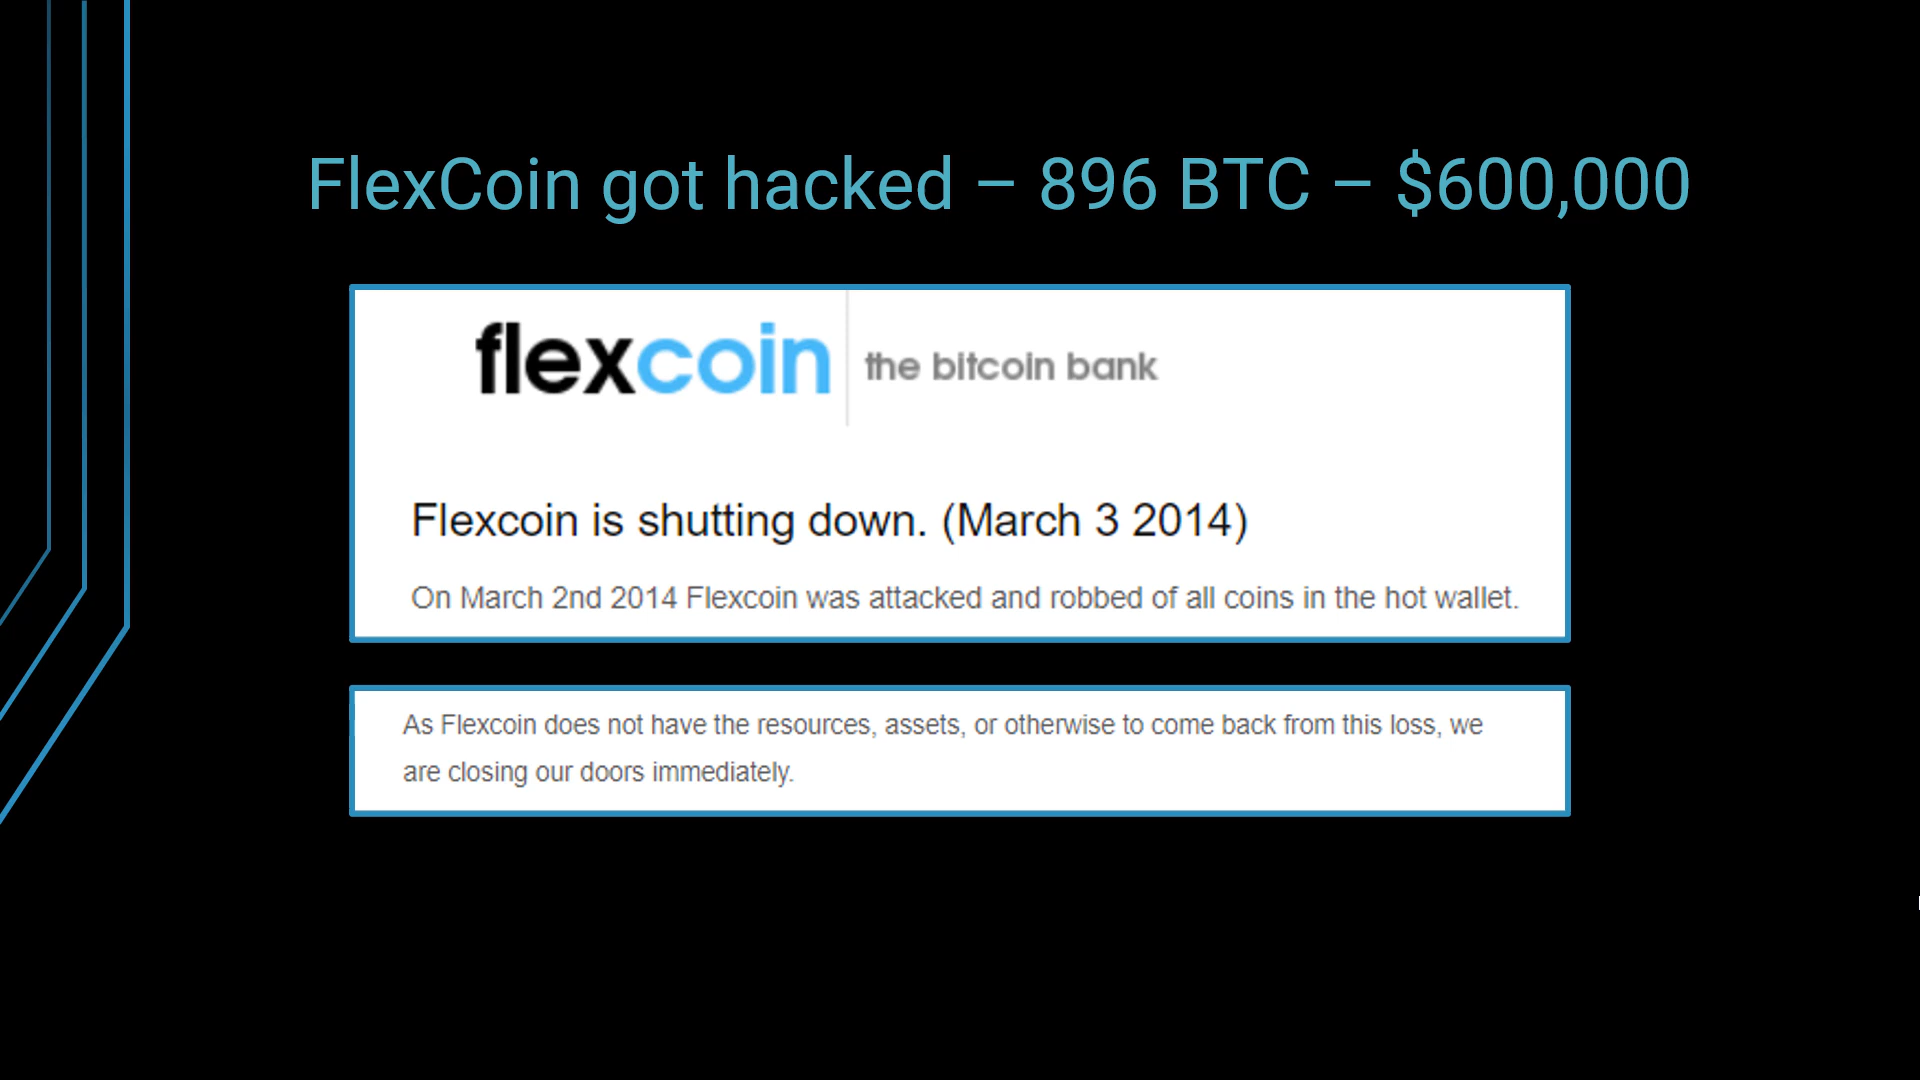 FlexCoin got hacked – 896 BTC – $600,000
flexcoin the bitcoin bank
Flexcoin is shutting down. (March 3 2014)
On March 2nd 2014 Flexcoin was attacked and robbed of all coins in the hot wallet.
As Flexcoin does not have the resources, assets, or otherwise to come back from this loss, we
are closing our doors immediately.